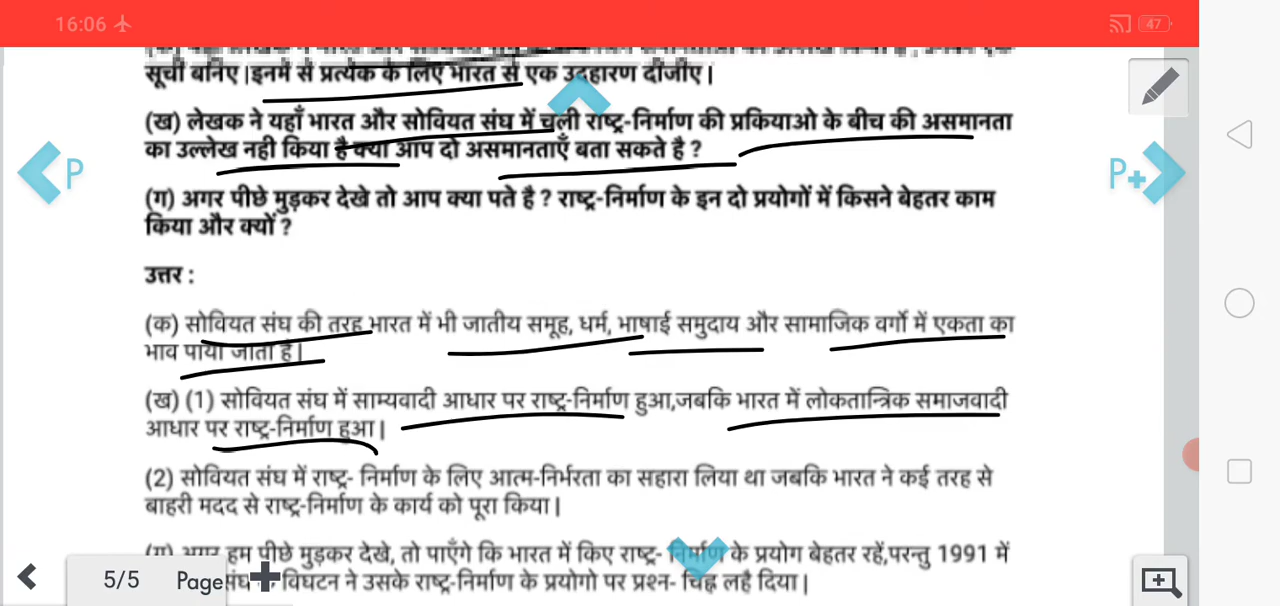 16:06
47
सूची बनिए|इनमें से प्रत्येक के लिए भारत से एक उदहारण दीजीए|
(ख) लेखक ने यहाँ भारत और सोवियत संघ में चली राष्ट्र-निर्माण की प्रकियाओ के बीच की असमानता
का उल्लेख नही किया है क्या आप दो असमानताएँ बता सकते है ?
(ग) अगर पीछे मुड़कर देखे तो आप क्या पते है ? राष्ट्र-निर्माण के इन दो प्रयोगों में किसने बेहतर काम
किया और क्यों ?
P
P+
उत्तर :
(क) सोवियत संघ की तरह भारत में भी जातीय समूह, धर्म, भाषाई समुदाय और सामाजिक वर्गो में एकता का
भाव पाया जाता है|
(ख) (1) सोवियत संघ में साम्यवादी आधार पर राष्ट्र-निर्माण हुआ,जबकि भारत में लोकतान्त्रिक समाजवादी
आधार पर राष्ट्र-निर्माण हुआ|
(2) सोवियत संघ में राष्ट्र- निर्माण के लिए आत्म-निर्भरता का सहारा लिया था जबकि भारत ने कई तरह से
बाहरी मदद से राष्ट्र-निर्माण के कार्य को पूरा किया|
(ग) अगर हम पीछे मुड़कर देखे, तो पाएँगे कि भारत में किए राष्ट्र- निर्माण के प्रयोग बेहतर रहें,परन्तु 1991 में
विघटन ने उसके राष्ट्र-निर्माण के प्रयोगो पर प्रश्न- चिह्न लहै दिया|
5/5 Page